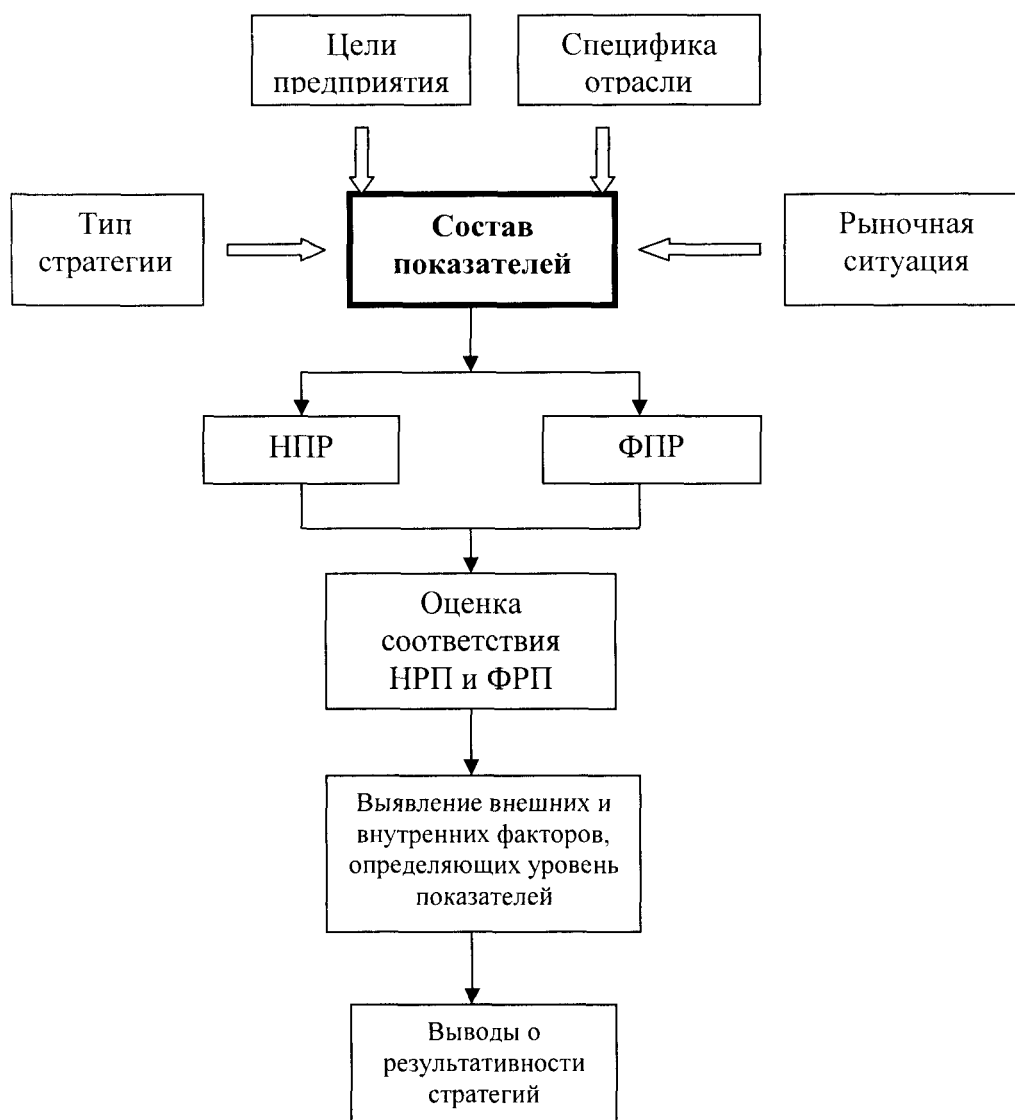 Цели
предприятия
Специфика
отрасли
Тип
стратегии
Состав
показателей
Рыночная
ситуация
НПР
ФПР
Оценка
соответствия
НРП и ФРП
Выявление внешних и
внутренних факторов,
определяющих уровень
показателей
Выводы о
результативности
стратегий